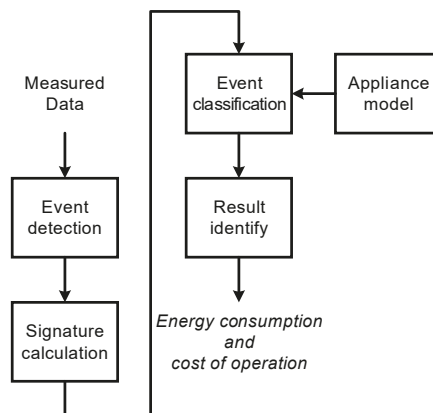 Measured
Data
Event
detection
Signature
calculation
Event
classification
Appliance
model
Result
identify
Energy consumption
and
cost of operation